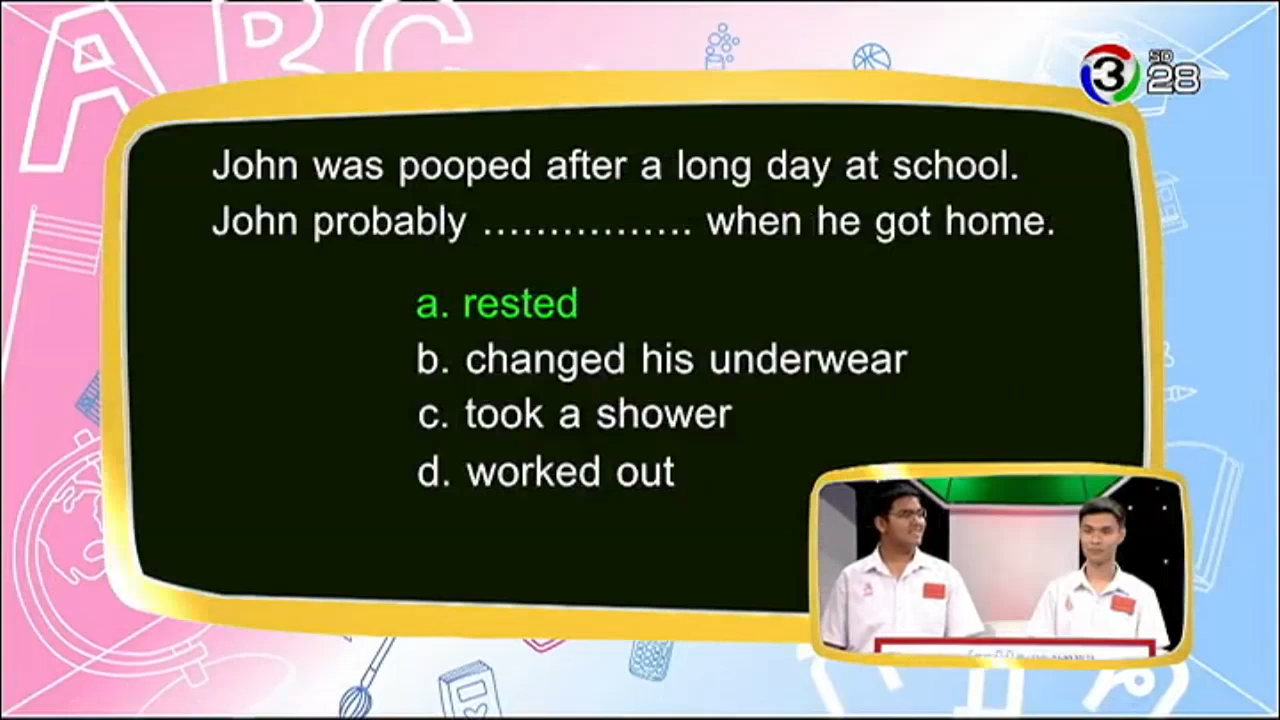 ABC
3 SD
28
John was pooped after a long day at school.
John probably ................ when he got home.
a. rested
b. changed his underwear
c. took a shower
d. worked out